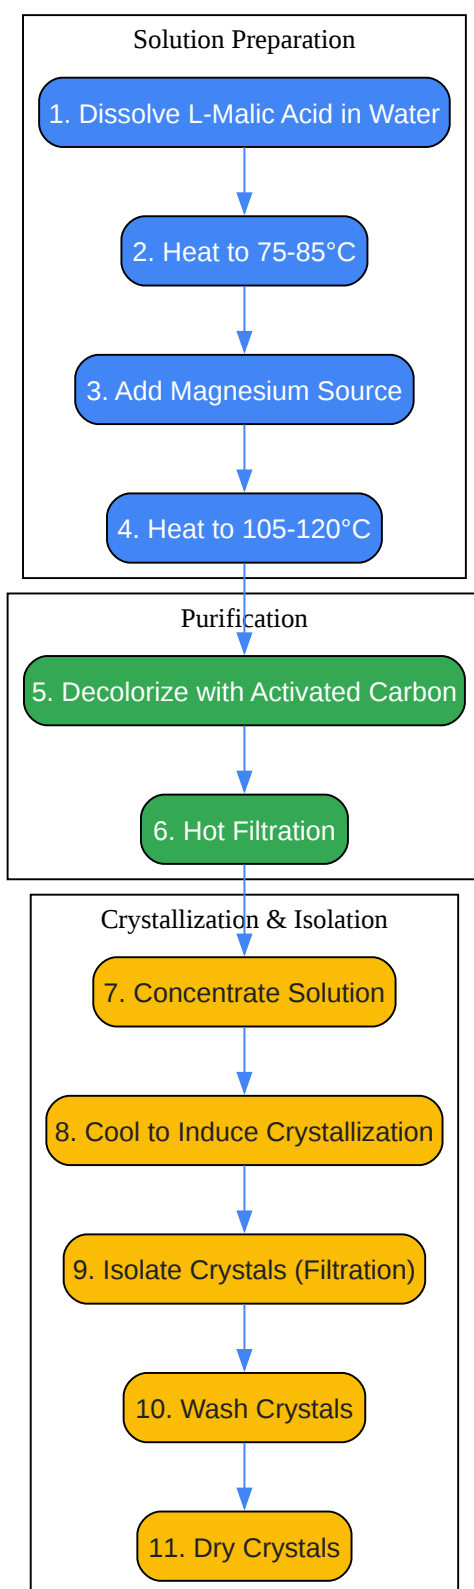 Solution Preparation
1. Dissolve L-Malic Acid in Water
2. Heat to 75-85°C
3. Add Magnesium Source
4. Heat to 105-120°C
Purification
5. Decolorize with Activated Carbon
6. Hot Filtration
Crystallization & Isolation
7. Concentrate Solution
8. Cool to Induce Crystallization
9. Isolate Crystals (Filtration)
10. Wash Crystals
11. Dry Crystals